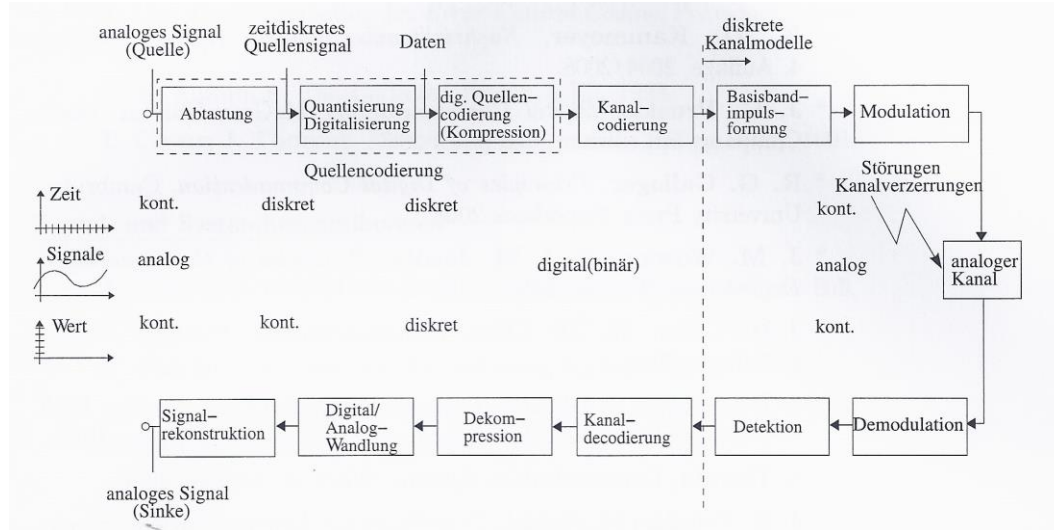 analoges Signal
(Quelle)
zeitdiskretes
Quellensignal
Daten
diskrete
Kanalmodelle
Abtastung
Quantisierung
Digitalisierung
dig. Quellen–
codierung
(Kompression)
Kanal–
codierung
Basisband–
impuls–
formung
Modulation
Quellencodierung
Störungen
Kanalverzerrungen
Zeit
kont.
diskret
diskret
kont.
Signale
analog
digital(binär)
analog
analoger
Kanal
Wert
kont.
kont.
diskret
kont.
Signal–
rekonstruktion
Digital/
Analog–
Wandlung
Dekom–
pression
Kanal–
decodierung
Detektion
Demodulation
analoges Signal
(Sinke)